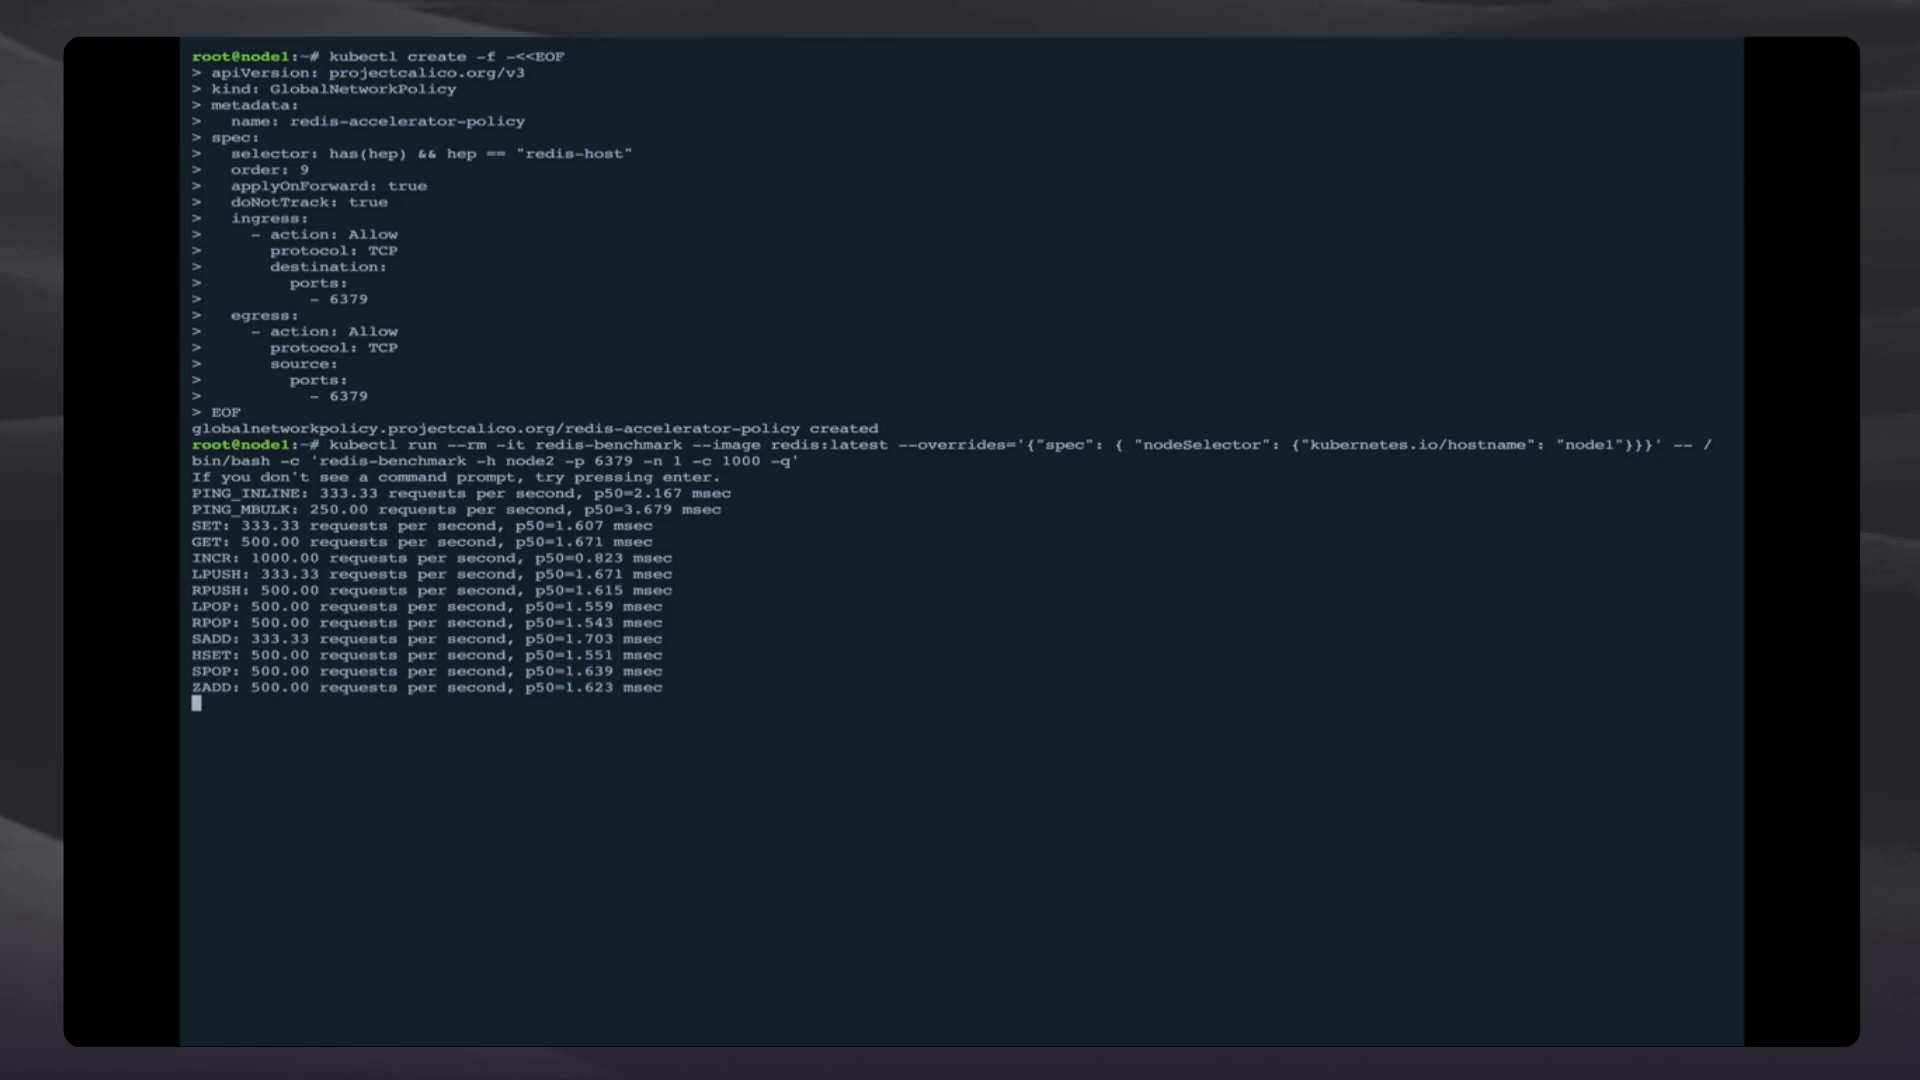 root@node1:~# kubectl create -f -<<EOF
> apiVersion: projectcalico.org/v3
> kind: GlobalNetworkPolicy
> metadata:
>   name: redis-accelerator-policy
> spec:
>   selector: has(hep) && hep == "redis-host"
>   order: 9
>   applyOnForward: true
>   doNotTrack: true
>   ingress:
>     - action: Allow
>       protocol: TCP
>       destination:
>         ports:
>           - 6379
>   egress:
>     - action: Allow
>       protocol: TCP
>       source:
>         ports:
>           - 6379
> EOF
globalnetworkpolicy.projectcalico.org/redis-accelerator-policy created
root@node1:~# kubectl run --rm -it redis-benchmark --image redis:latest --overrides='{"spec": { "nodeSelector": {"kubernetes.io/hostname": "node1"}}}' -- /
bin/bash -c 'redis-benchmark -h node2 -p 6379 -n 1 -c 1000 -q'
If you don't see a command prompt, try pressing enter.
PING_INLINE: 333.33 requests per second, p50=2.167 msec
PING_MBULK: 250.00 requests per second, p50=3.679 msec
SET: 333.33 requests per second, p50=1.607 msec
GET: 500.00 requests per second, p50=1.671 msec
INCR: 1000.00 requests per second, p50=0.823 msec
LPUSH: 333.33 requests per second, p50=1.671 msec
RPUSH: 500.00 requests per second, p50=1.615 msec
LPOP: 500.00 requests per second, p50=1.559 msec
RPOP: 500.00 requests per second, p50=1.543 msec
SADD: 333.33 requests per second, p50=1.703 msec
HSET: 500.00 requests per second, p50=1.551 msec
SPOP: 500.00 requests per second, p50=1.639 msec
ZADD: 500.00 requests per second, p50=1.623 msec